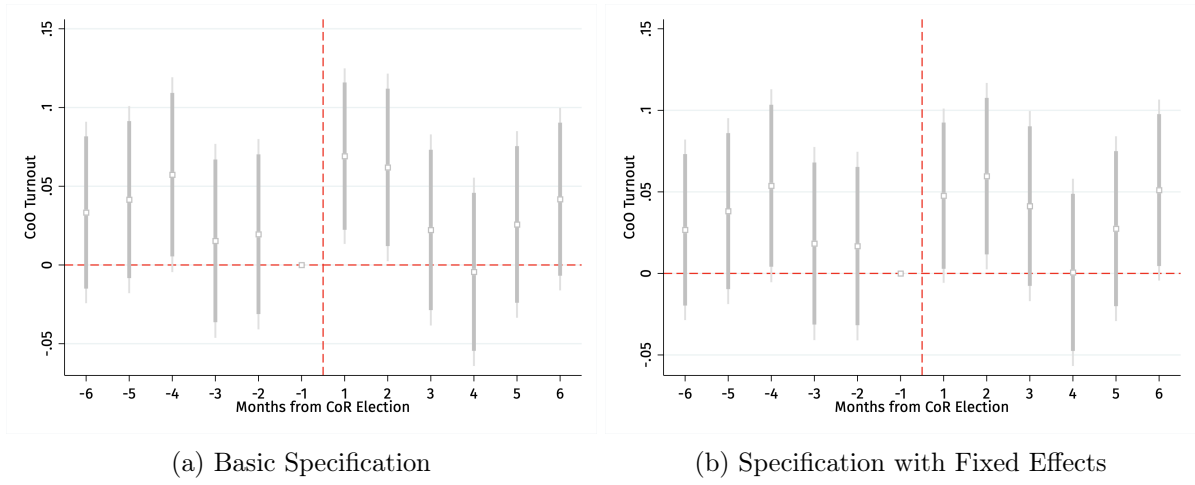 .15
.1
.05
0
-.05
CoO Turnout
-6 -5 -4 -3 -2 -1 1 2 3 4 5 6
Months from CoR Election
(a) Basic Specification
.15
.1
.05
0
-.05
CoO Turnout
-6 -5 -4 -3 -2 -1 1 2 3 4 5 6
Months from CoR Election
(b) Specification with Fixed Effects